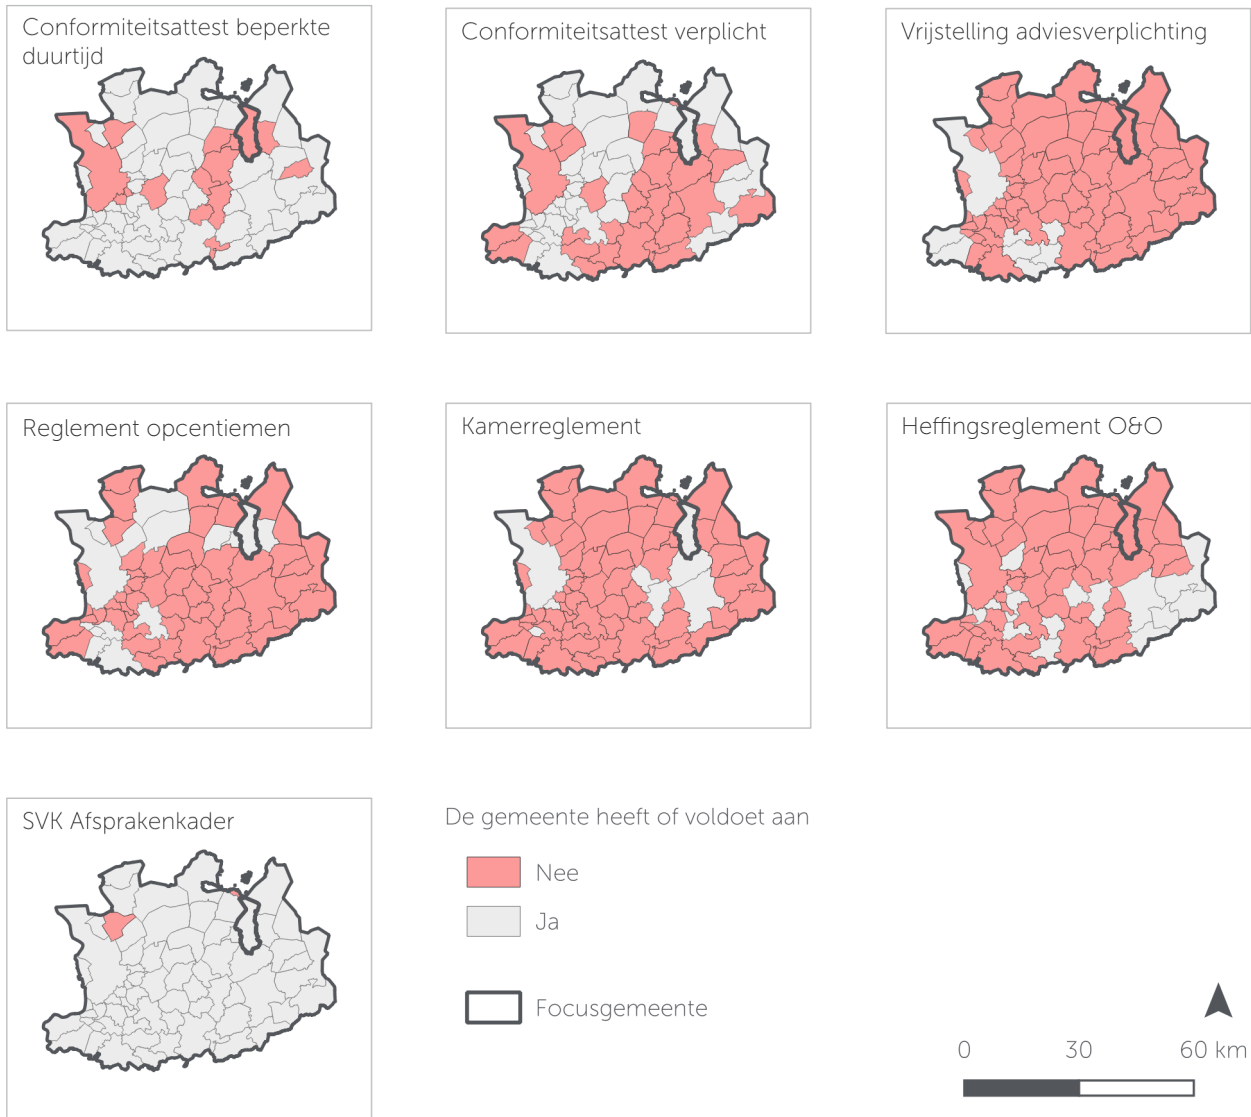 Conformiteitsattest beperkte
duurtijd
Conformiteitsattest verplicht
Vrijstelling adviesverplichting
Reglement opcentiemen
Kamerreglement
Heffingsreglement O&O
SVK Afsprakenkader
De gemeente heeft of voldoet aan
Nee
Ja
Focusgemeente
0 30 60 km